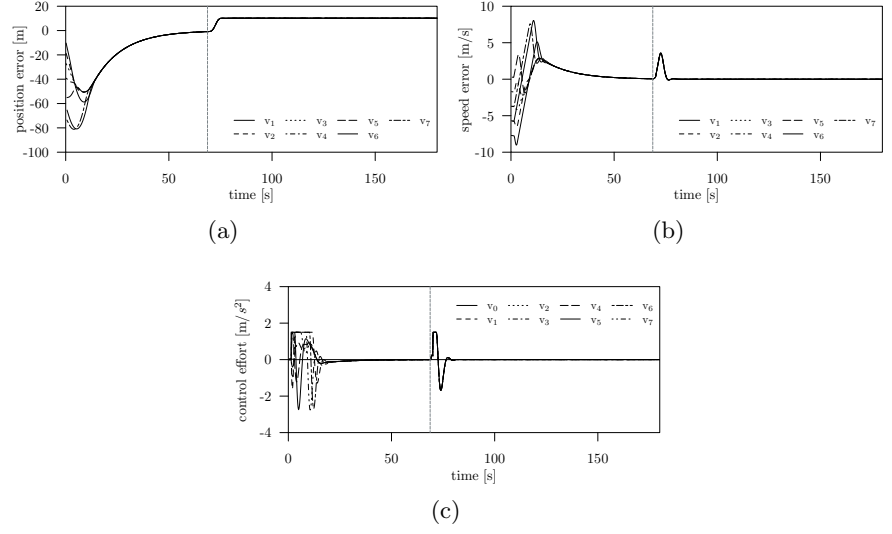 position error [m]
20
0
-20
-40
-60
-80
-100
0 50 100 150
time [s]
v1 v3 v5 v7
v2 v4 v6
(a)
speed error [m/s]
10
5
0
-5
-10
0 50 100 150
time [s]
v1 v3 v5 v7
v2 v4 v6
(b)
control effort [m/s²]
4
2
0
-2
-4
0 50 100 150
time [s]
v0 v2 v4 v6
v1 v3 v5 v7
(c)